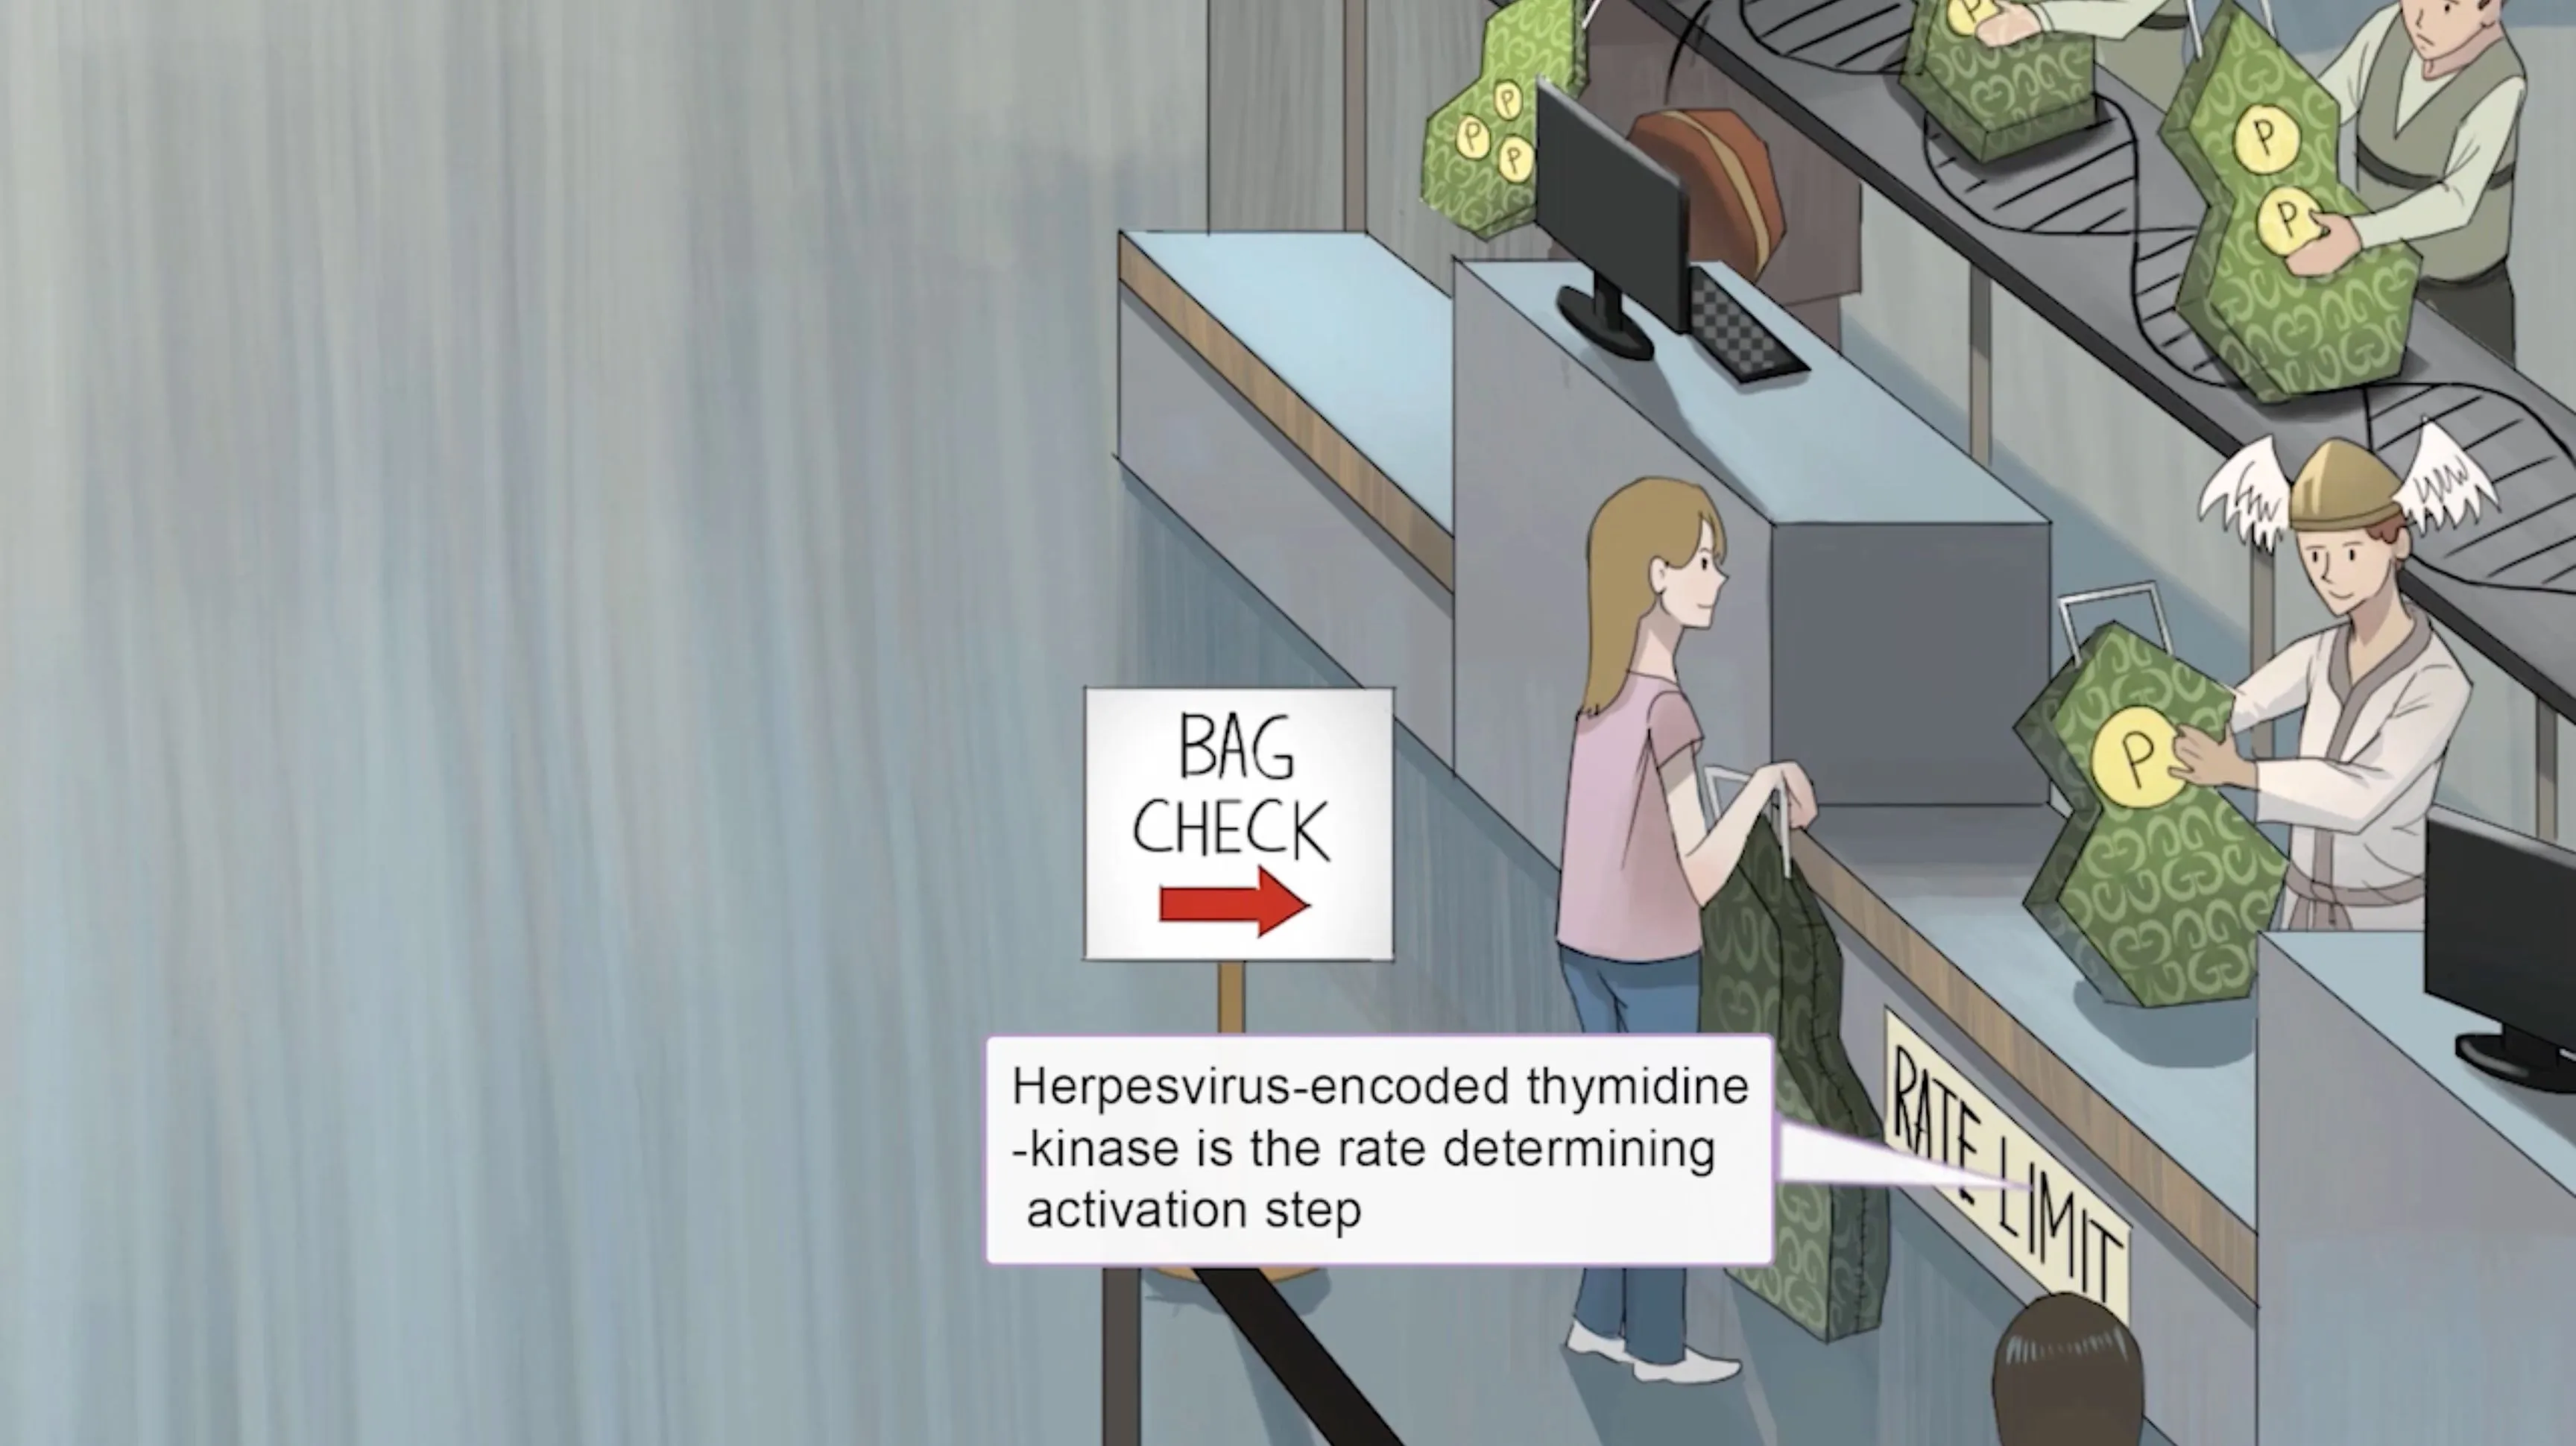 P
P
P
P
P
P
P
BAG
CHECK
Herpesvirus-encoded thymidine
-kinase is the rate determining
activation step
RATE LIMIT